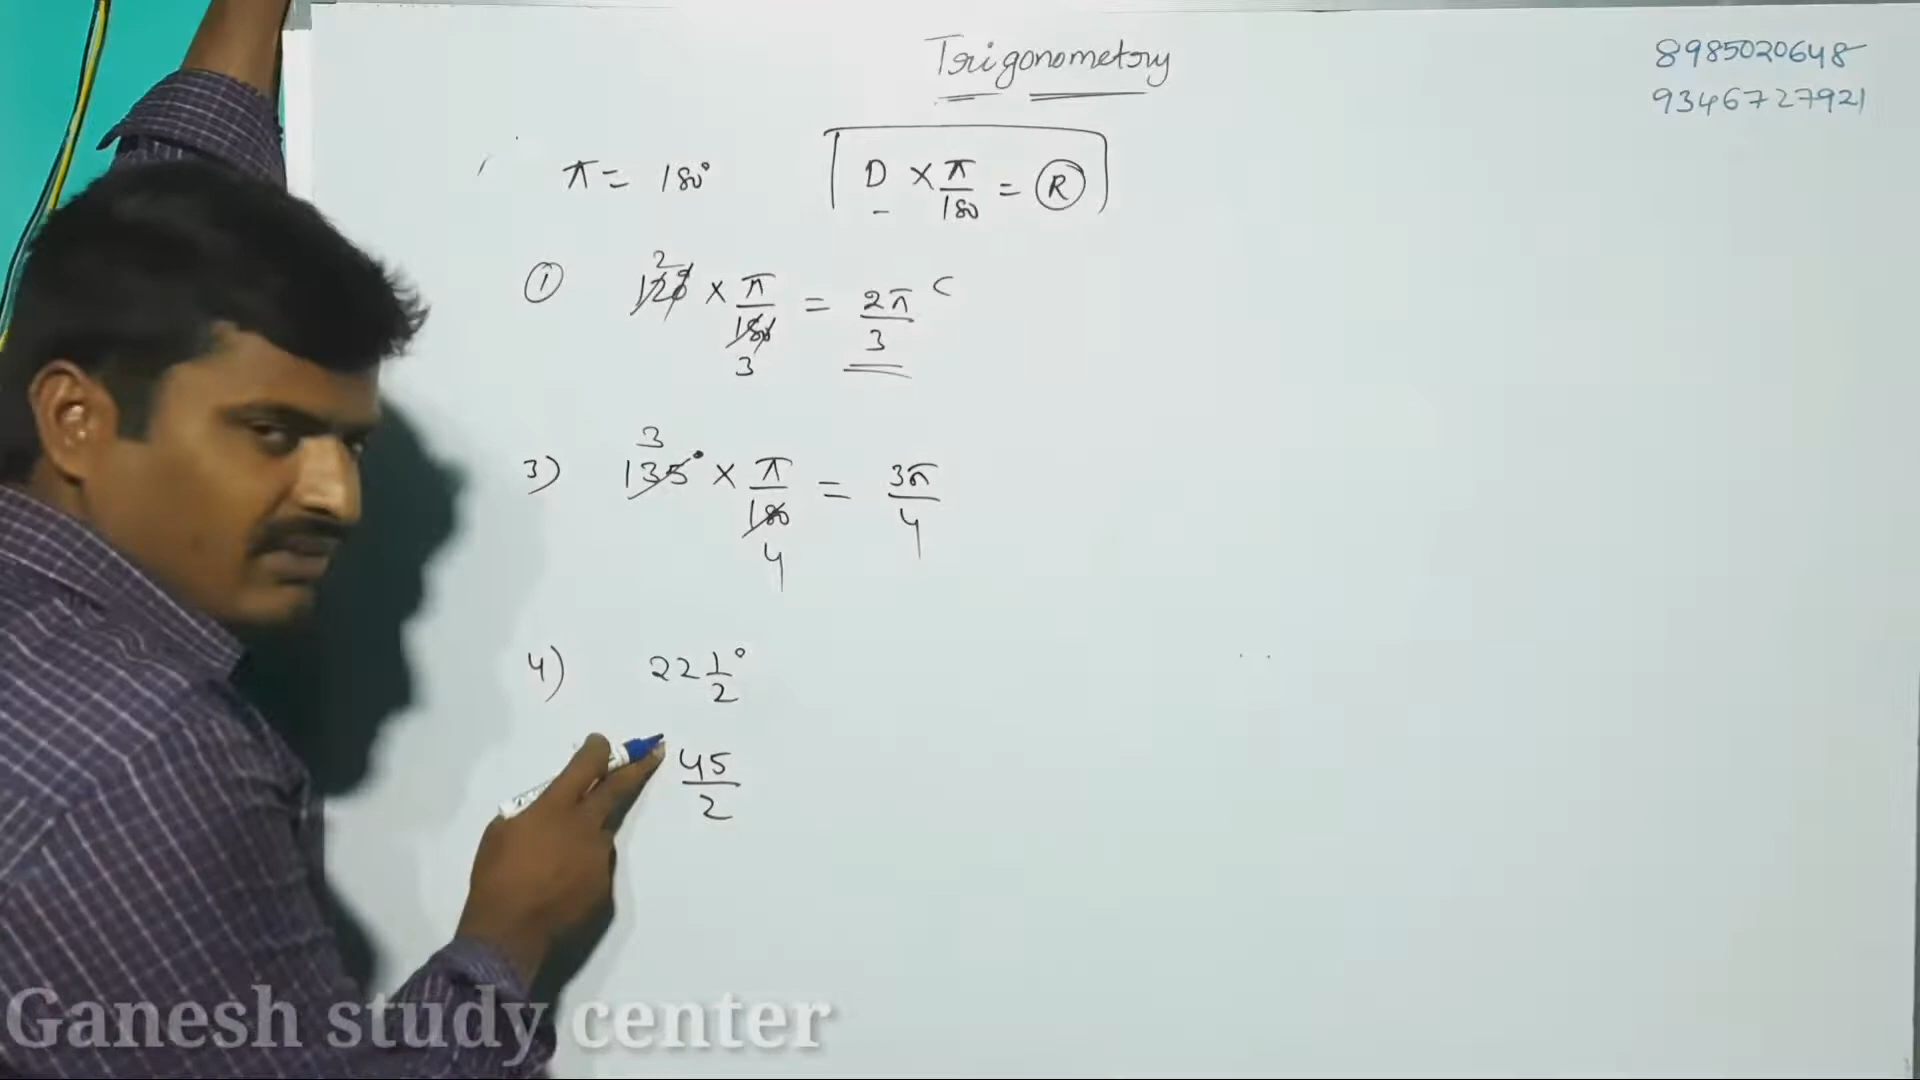 Trigonometry
8985020648
9346727921
π = 180°
D × π/180 = R
① 120 × π/180 = 2π/3 c
2
3
3) 135° × π/180 = 3π/4
3
4
4) 22 1/2°
45/2
Ganesh study center